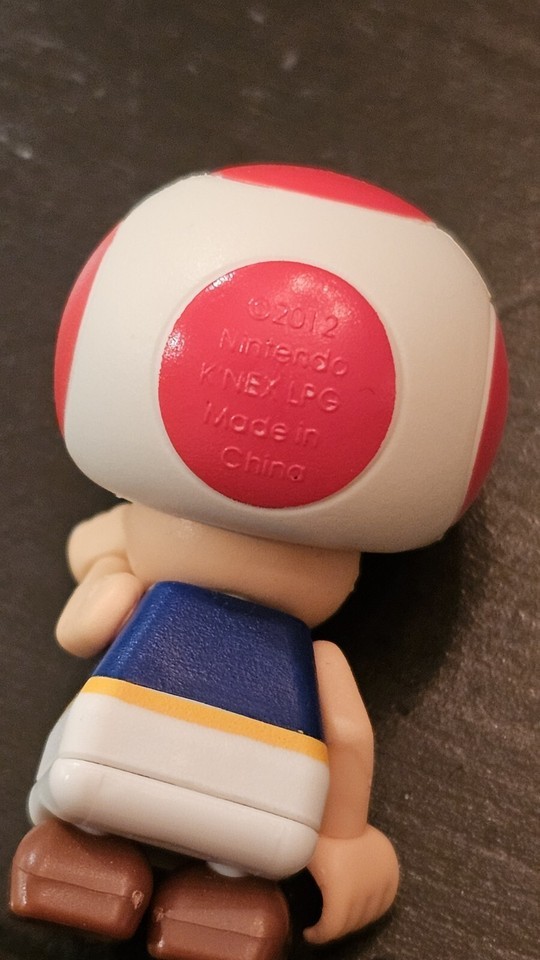 ©2012
Nintendo
K'NEX LPG
Made in
China